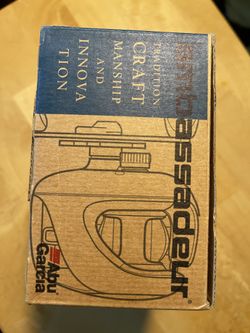 ambassadeur®
TRADITION
CRAFT
MANSHIP
AND
INNOVA
TION
Abu
Garcia®